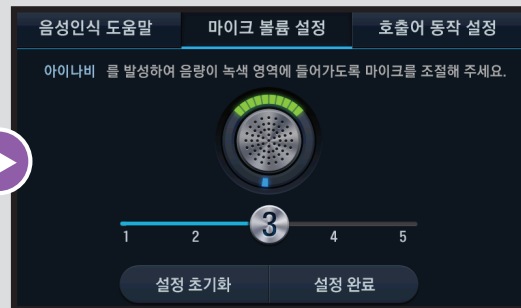 음성인식 도움말
마이크 볼륨 설정
호출어 동작 설정
아이나비 를 발성하여 음량이 녹색 영역에 들어가도록 마이크를 조절해 주세요.
1 2 3 4 5
설정 초기화
설정 완료